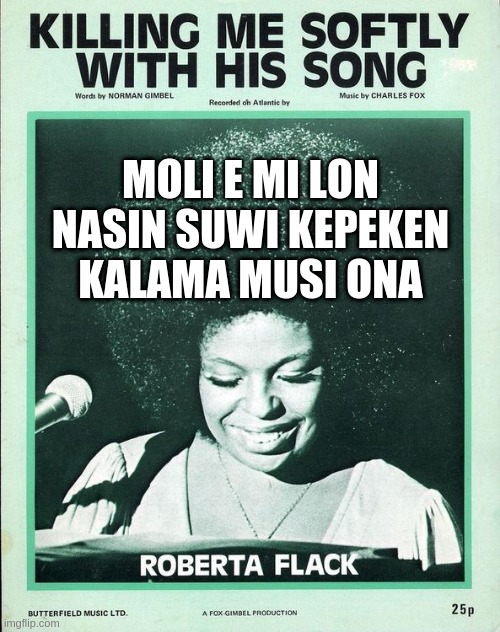 KILLING ME SOFTLY
WITH HIS SONG
Words by NORMAN GIMBEL
Music by CHARLES FOX
Recorded on Atlantic by
MOLI E MI LON
NASIN SUWI KEPEKEN
KALAMA MUSI ONA
ROBERTA FLACK
BUTTERFIELD MUSIC LTD.
A FOX-GIMBEL PRODUCTION
25p
imgflip.com